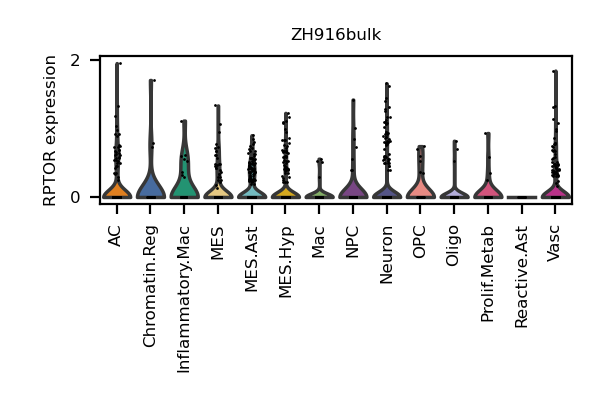 ZH916bulk
RPTOR expression
2
0
AC
Chromatin.Reg
Inflammatory.Mac
MES
MES.Ast
MES.Hyp
Mac
NPC
Neuron
OPC
Oligo
Prolif.Metab
Reactive.Ast
Vasc